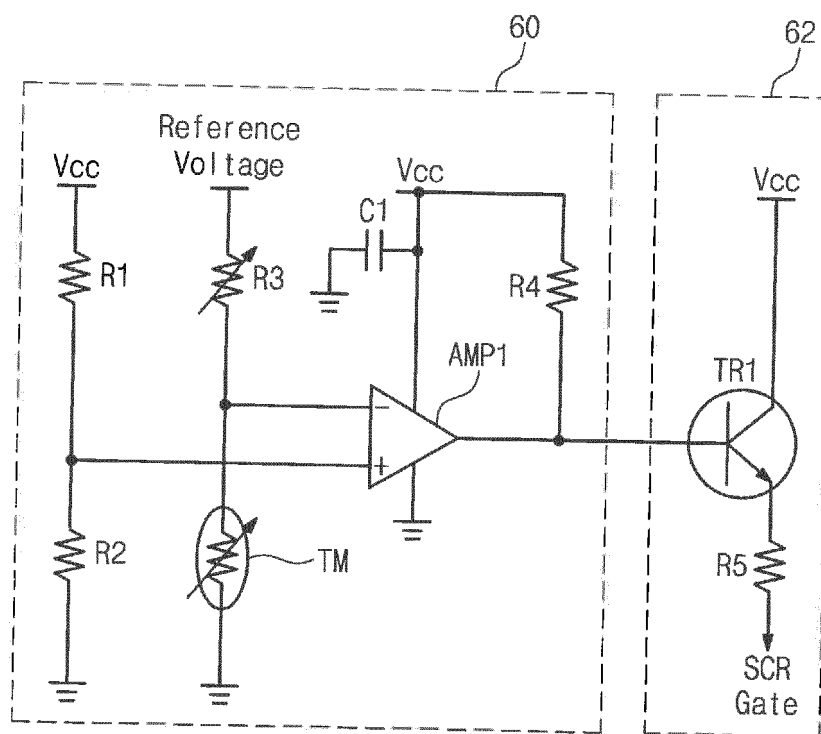 60
62
Reference
Voltage
Vcc
Vcc
Vcc
C1
R1
R3
R4
AMP1
TR1
−
+
R2
TM
R5
SCR
Gate